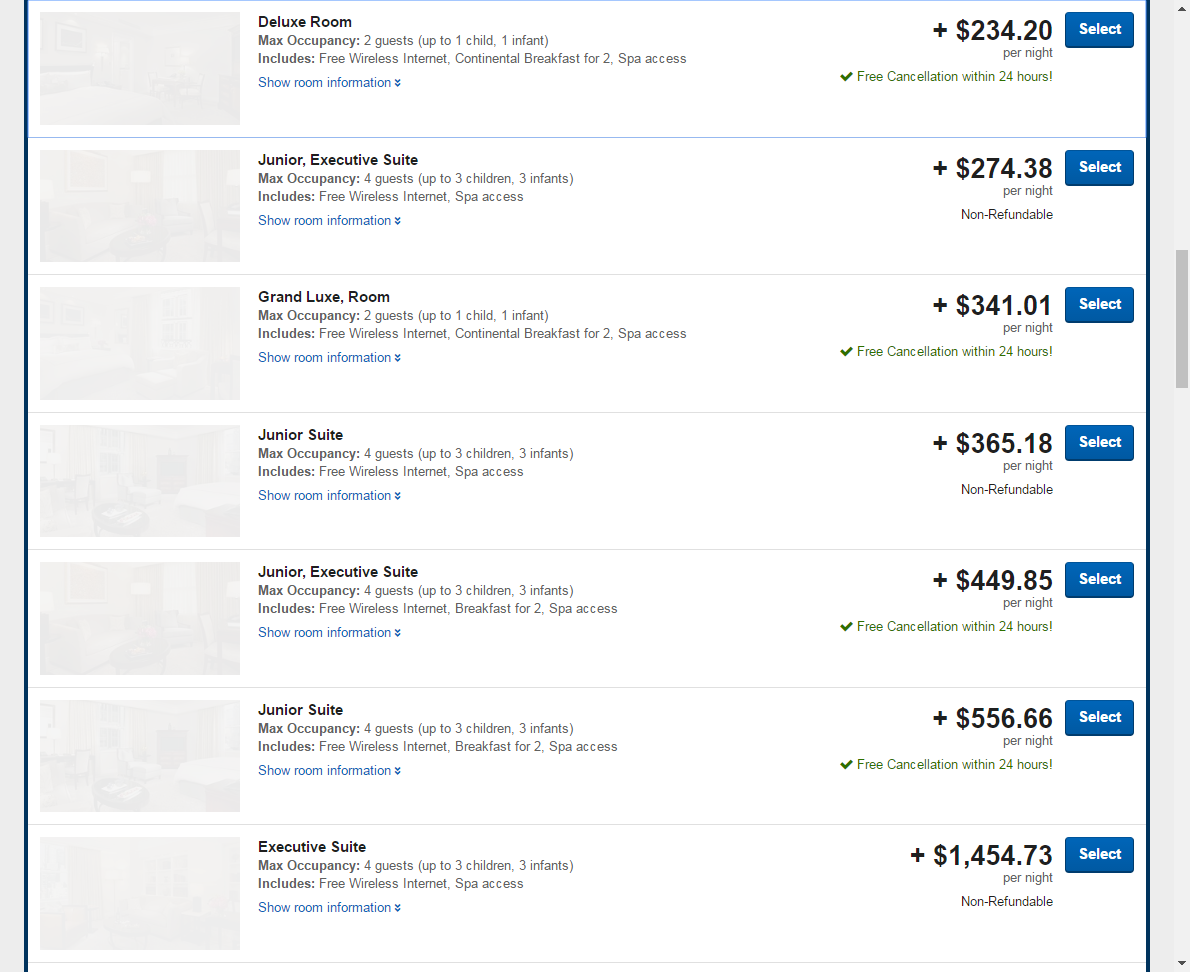 Deluxe Room
Max Occupancy: 2 guests (up to 1 child, 1 infant)
Includes: Free Wireless Internet, Continental Breakfast for 2, Spa access
Show room information
+ $234.20
per night
Free Cancellation within 24 hours!
Select
Junior, Executive Suite
Max Occupancy: 4 guests (up to 3 children, 3 infants)
Includes: Free Wireless Internet, Spa access
Show room information
+ $274.38
per night
Non-Refundable
Select
Grand Luxe, Room
Max Occupancy: 2 guests (up to 1 child, 1 infant)
Includes: Free Wireless Internet, Continental Breakfast for 2, Spa access
Show room information
+ $341.01
per night
Free Cancellation within 24 hours!
Select
Junior Suite
Max Occupancy: 4 guests (up to 3 children, 3 infants)
Includes: Free Wireless Internet, Spa access
Show room information
+ $365.18
per night
Non-Refundable
Select
Junior, Executive Suite
Max Occupancy: 4 guests (up to 3 children, 3 infants)
Includes: Free Wireless Internet, Breakfast for 2, Spa access
Show room information
+ $449.85
per night
Free Cancellation within 24 hours!
Select
Junior Suite
Max Occupancy: 4 guests (up to 3 children, 3 infants)
Includes: Free Wireless Internet, Breakfast for 2, Spa access
Show room information
+ $556.66
per night
Free Cancellation within 24 hours!
Select
Executive Suite
Max Occupancy: 4 guests (up to 3 children, 3 infants)
Includes: Free Wireless Internet, Spa access
Show room information
+ $1,454.73
per night
Non-Refundable
Select